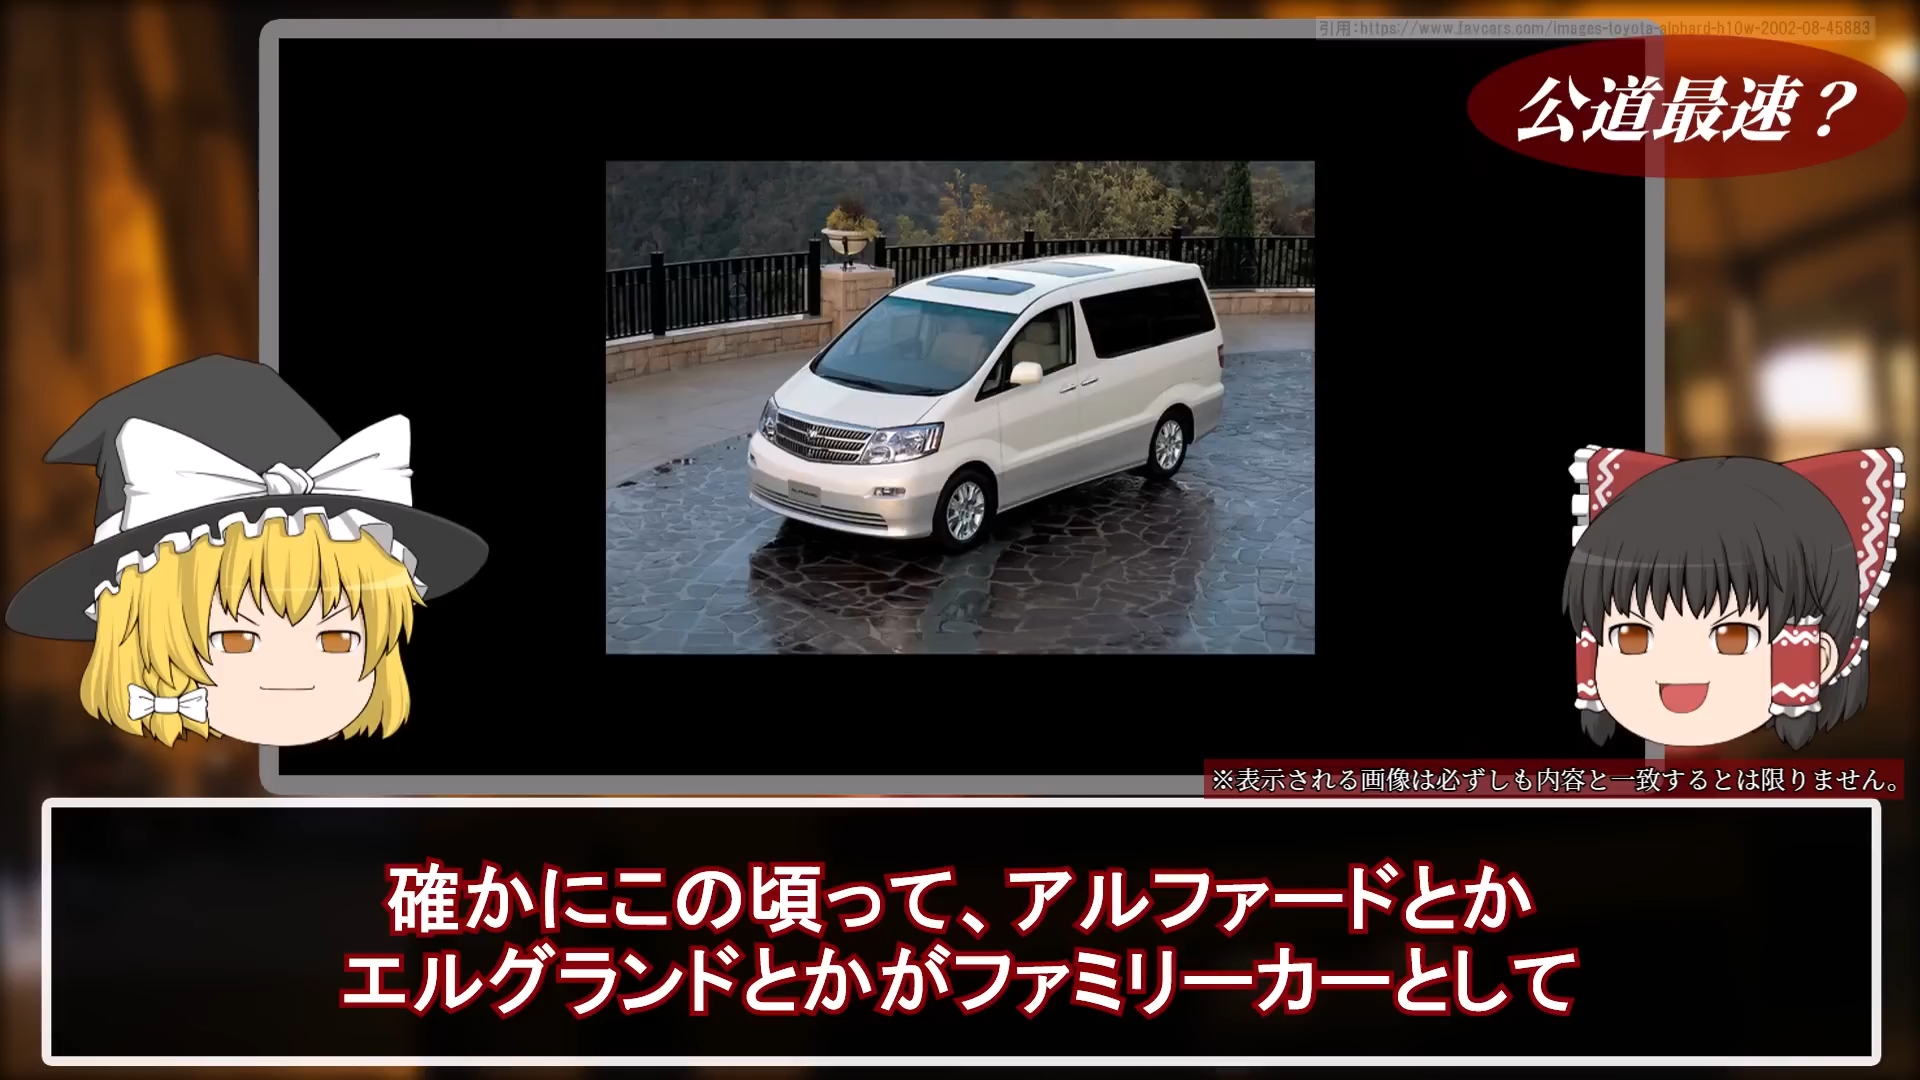 引用:https://www.favcars.com/images-toyota-alphard-h10w-2002-08-45883
公道最速？
※表示される画像は必ずしも内容と一致するとは限りません。
確かにこの頃って、アルファードとか
エルグランドとかがファミリーカーとして